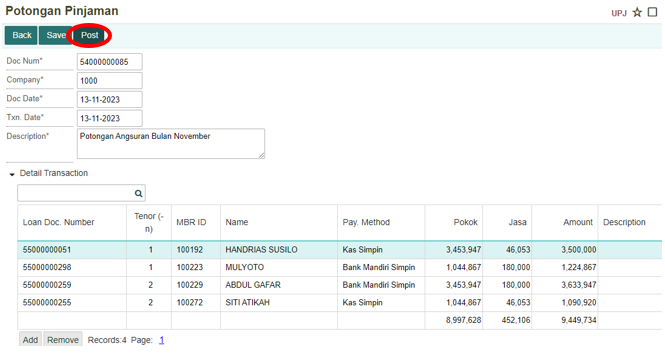 Potongan Pinjaman
UPJ
Back Save Post
Doc Num* 54000000085
Company* 1000
Doc Date* 13-11-2023
Txn. Date* 13-11-2023
Description* Potongan Angsuran Bulan November
Detail Transaction
Loan Doc. Number Tenor (-n) MBR ID Name Pay. Method Pokok Jasa Amount Description
55000000051 1 100192 HANDRIAS SUSILO Kas Simpin 3,453,947 46,053 3,500,000
55000000298 1 100223 MULYOTO Bank Mandiri Simpin 1,044,867 180,000 1,224,867
55000000259 2 100229 ABDUL GAFAR Bank Mandiri Simpin 3,453,947 180,000 3,633,947
55000000255 2 100272 SITI ATIKAH Kas Simpin 1,044,867 46,053 1,090,920
8,997,628 452,106 9,449,734
Add Remove Records:4 Page: 1